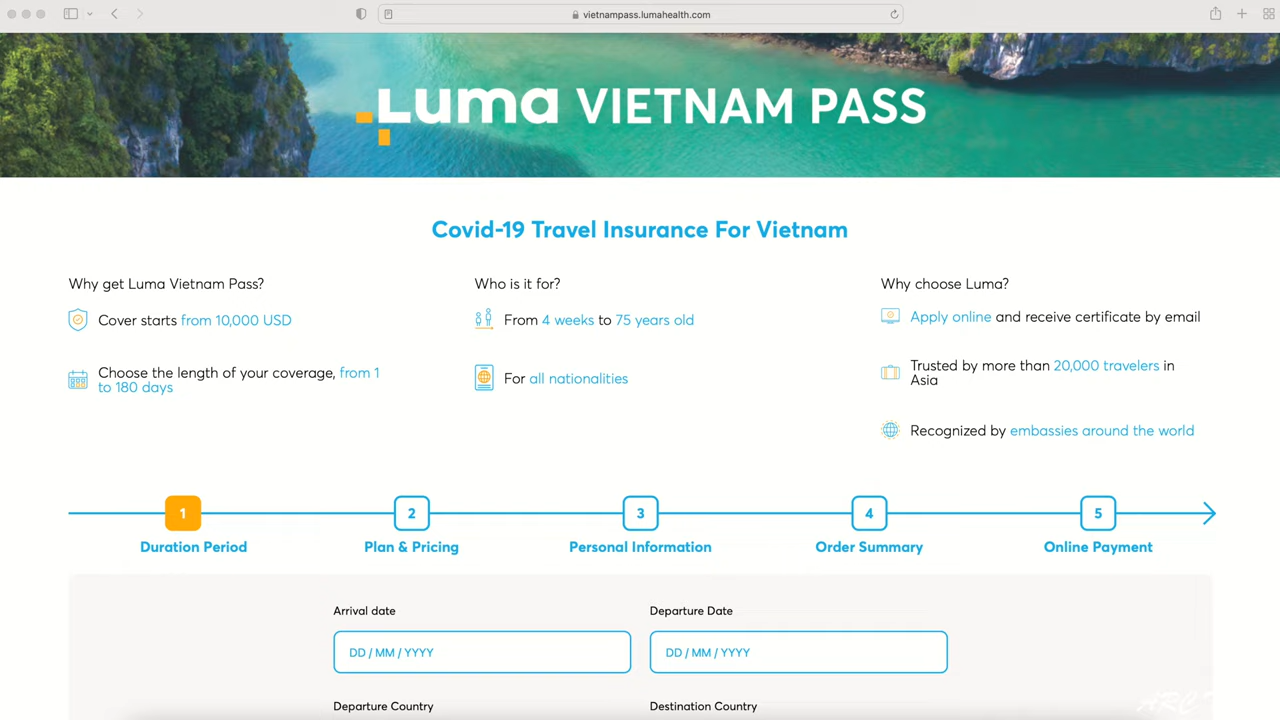 vietnampass.lumahealth.com
Luma VIETNAM PASS
Covid-19 Travel Insurance For Vietnam
Why get Luma Vietnam Pass?
Cover starts from 10,000 USD
Choose the length of your coverage, from 1
to 180 days
Who is it for?
From 4 weeks to 75 years old
For all nationalities
Why choose Luma?
Apply online and receive certificate by email
Trusted by more than 20,000 travelers in
Asia
Recognized by embassies around the world
1
2
3
4
5
Duration Period
Plan & Pricing
Personal Information
Order Summary
Online Payment
Arrival date
Departure Date
DD / MM / YYYY
DD / MM / YYYY
Departure Country
Destination Country